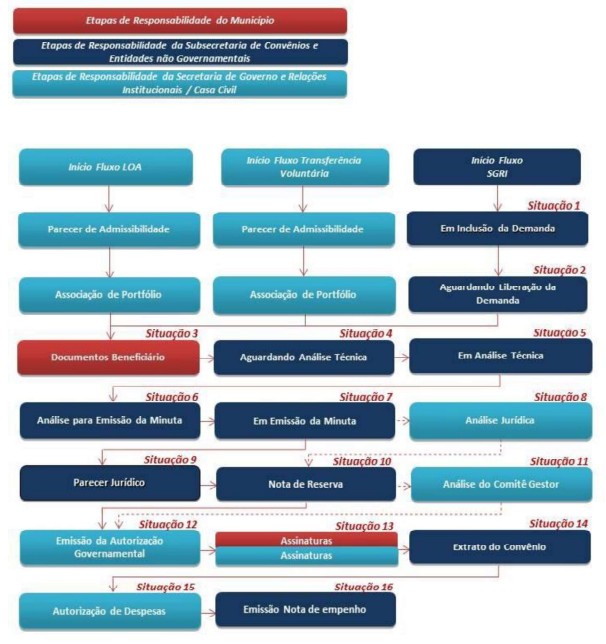 Etapas de Responsabilidade do Município
Etapas de Responsabilidade da Subsecretaria de Convênios e
Entidades não Governamentais
Etapas de Responsabilidade da Secretaria de Governo e Relações
Institucionais / Casa Civil
Início Fluxo LOA
Início Fluxo Transferência
Voluntária
Início Fluxo
SGRI
Situação 1
Parecer de Admissibilidade
Parecer de Admissibilidade
Em Inclusão da Demanda
Situação 2
Associação de Portfólio
Associação de Portfólio
Aguardando Liberação da
Demanda
Situação 3
Situação 4
Situação 5
Documentos Beneficiário
Aguardando Análise Técnica
Em Análise Técnica
Situação 6
Situação 7
Situação 8
Análise para Emissão da Minuta
Em Emissão da Minuta
Análise Jurídica
Situação 9
Situação 10
Situação 11
Parecer Jurídico
Nota de Reserva
Análise do Comitê Gestor
Situação 12
Situação 13
Situação 14
Emissão da Autorização
Governamental
Assinaturas
Assinaturas
Extrato do Convênio
Situação 15
Situação 16
Autorização de Despesas
Emissão Nota de empenho